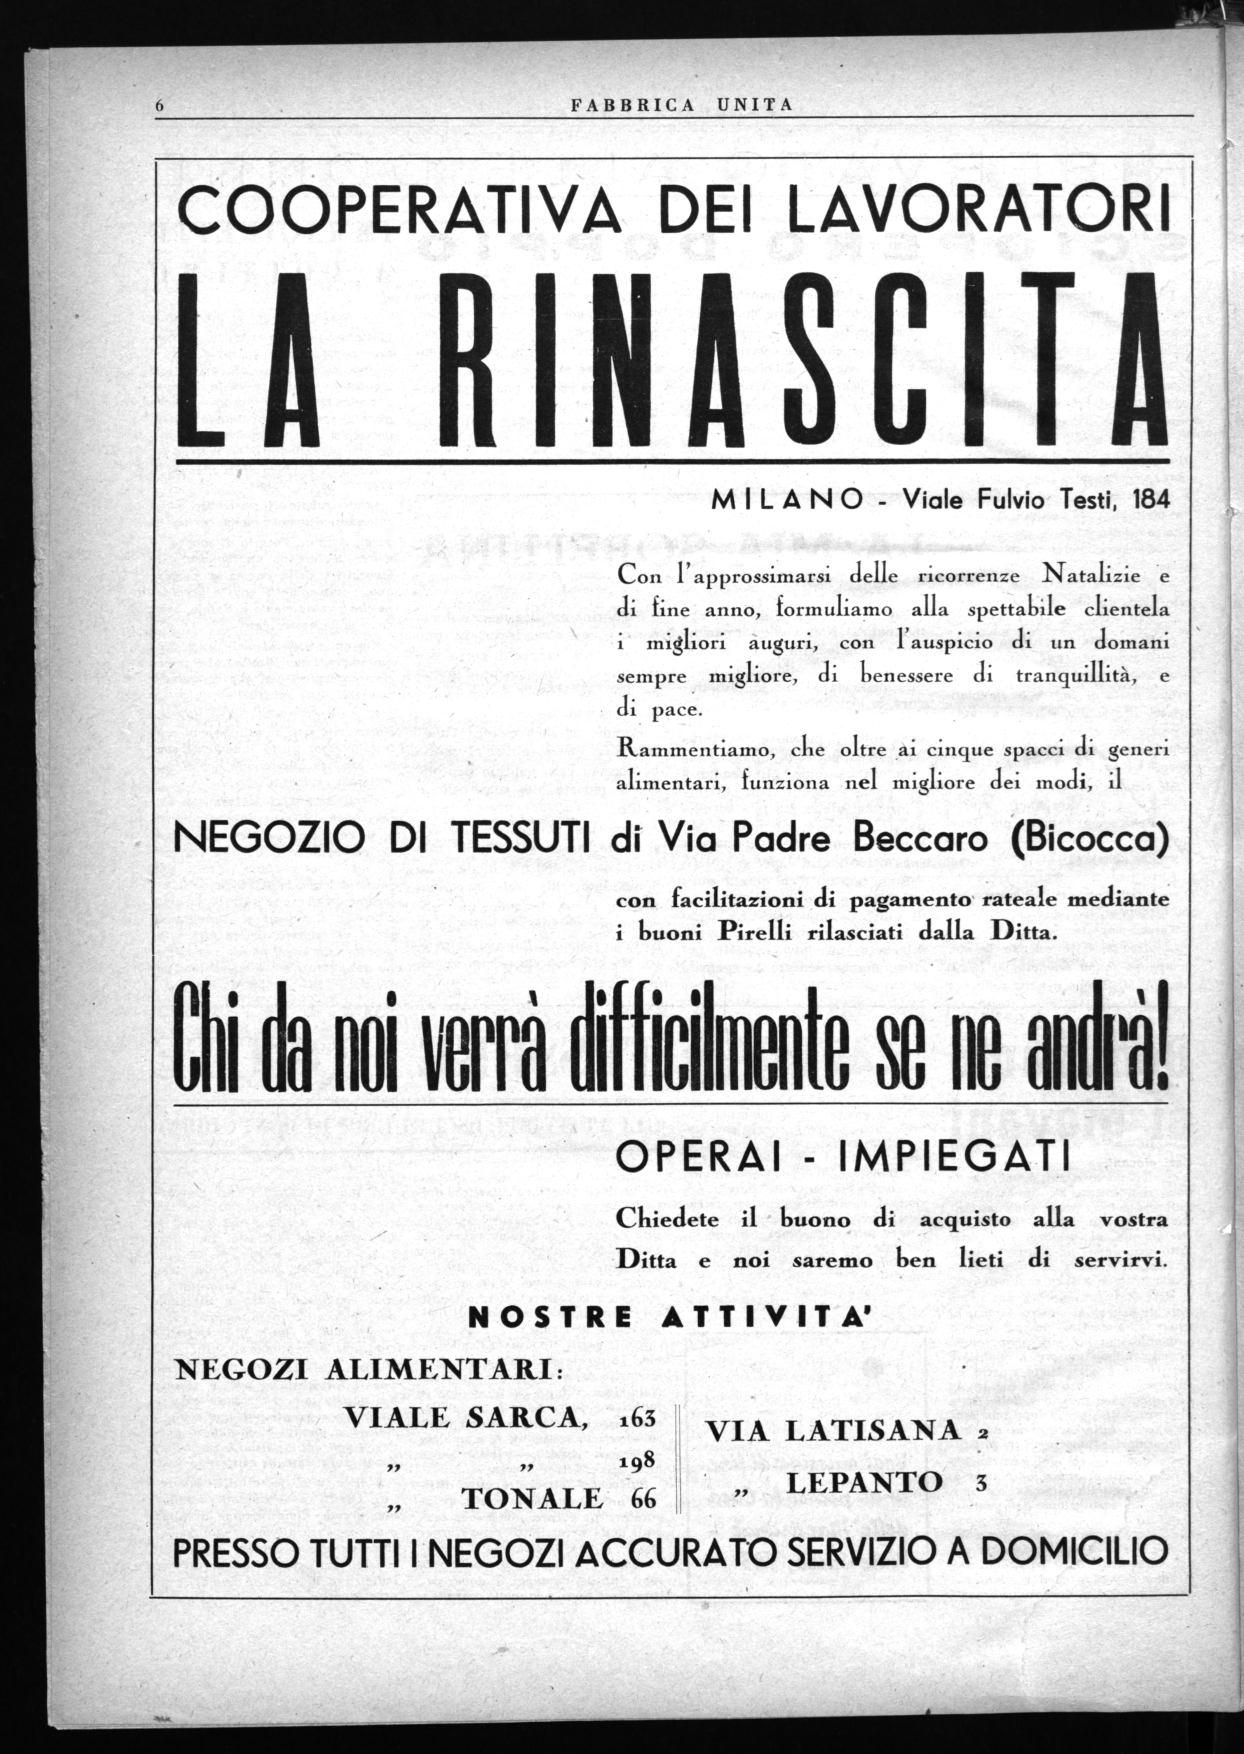 6
FABBRICA UNITA
COOPERATIVA DEI LAVORATORI
LA RINASCITA
MILANO - Viale Fulvio Testi, 184
Con l'approssimarsi delle ricorrenze Natalizie e
di fine anno, formuliamo alla spettabile clientela
i migliori auguri, con l'auspicio di un domani
sempre migliore, di benessere di tranquillità, e
di pace.
Rammentiamo, che oltre ai cinque spacci di generi
alimentari, funziona nel migliore dei modi, il
NEGOZIO DI TESSUTI di Via Padre Beccaro (Bicocca)
con facilitazioni di pagamento rateale mediante
i buoni Pirelli rilasciati dalla Ditta.
Chi da noi verrà difficilmente se ne andrà!
OPERAI - IMPIEGATI
Chiedete il buono di acquisto alla vostra
Ditta e noi saremo ben lieti di servirvi.
NOSTRE ATTIVITA'
NEGOZI ALIMENTARI:
VIALE SARCA, 163
„ „ 198
„ TONALE 66
VIA LATISANA 2
„ LEPANTO 3
PRESSO TUTTI I NEGOZI ACCURATO SERVIZIO A DOMICILIO